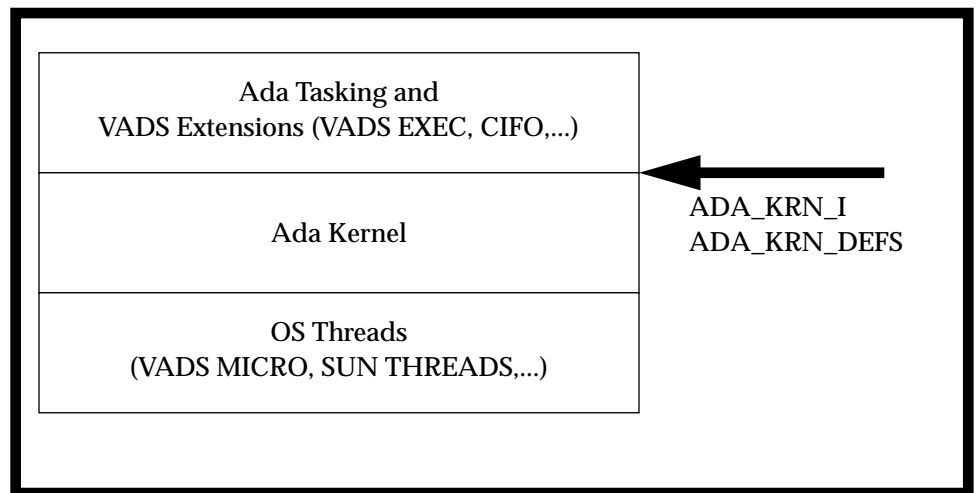 Ada Tasking and
VADS Extensions (VADS EXEC, CIFO,...)
Ada Kernel
ADA_KRN_I
ADA_KRN_DEFS
OS Threads
(VADS MICRO, SUN THREADS,...)